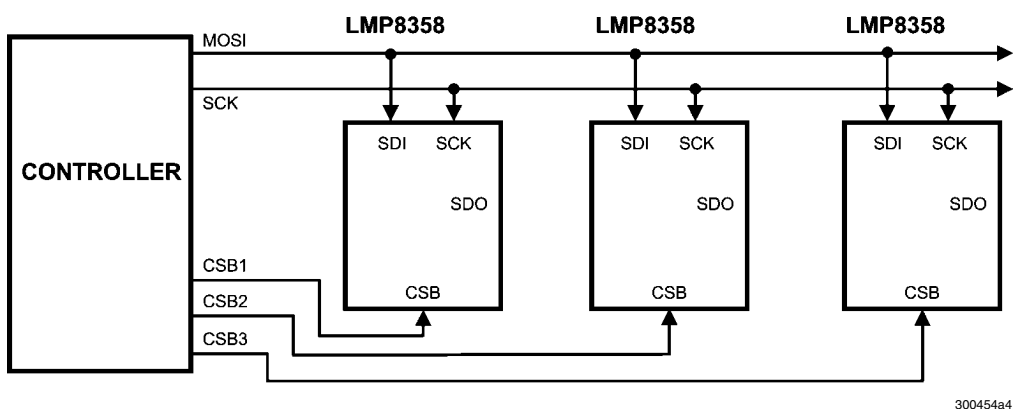 LMP8358 LMP8358 LMP8358
MOSI
SCK
SDI SCK SDI SCK SDI SCK
CONTROLLER
SDO SDO SDO
CSB1
CSB CSB CSB
CSB2
CSB3
300454a4